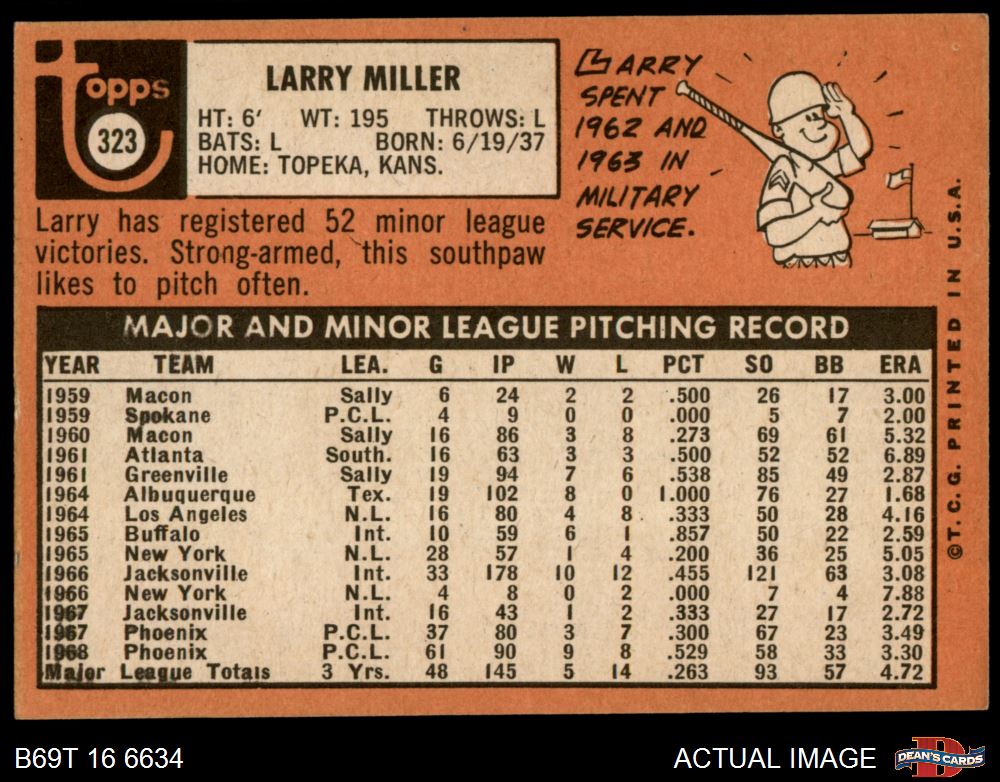 topps
323
LARRY MILLER
HT: 6' WT: 195 THROWS: L
BATS: L BORN: 6/19/37
HOME: TOPEKA, KANS.
Larry has registered 52 minor league
victories. Strong-armed, this southpaw
likes to pitch often.
LARRY
SPENT
1962 AND
1963 IN
MILITARY
SERVICE.
MAJOR AND MINOR LEAGUE PITCHING RECORD
YEAR TEAM LEA. G IP W L PCT SO BB ERA
1959 Macon Sally 6 24 2 2 .500 26 17 3.00
1959 Spokane P.C.L. 4 9 0 0 .000 5 7 2.00
1960 Macon Sally 16 86 3 8 .273 69 61 5.32
1961 Atlanta South. 16 63 3 3 .500 52 52 6.89
1961 Greenville Sally 19 94 7 6 .538 85 49 2.87
1964 Albuquerque Tex. 19 102 8 0 1.000 76 27 1.68
1964 Los Angeles N.L. 16 80 4 8 .333 50 28 4.16
1965 Buffalo Int. 10 59 6 1 .857 50 22 2.59
1965 New York N.L. 28 57 1 4 .200 36 25 5.05
1966 Jacksonville Int. 33 178 10 12 .455 121 63 3.08
1966 New York N.L. 4 8 0 2 .000 7 4 7.88
1967 Jacksonville Int. 16 43 1 2 .333 27 17 2.72
1967 Phoenix P.C.L. 37 80 3 7 .300 67 23 3.49
1968 Phoenix P.C.L. 61 90 9 8 .529 58 33 3.30
Major League Totals 3 Yrs. 48 145 5 14 .263 93 57 4.72
©T.C.G. PRINTED IN U.S.A.
B69T 16 6634
ACTUAL IMAGE
DEAN'S CARDS